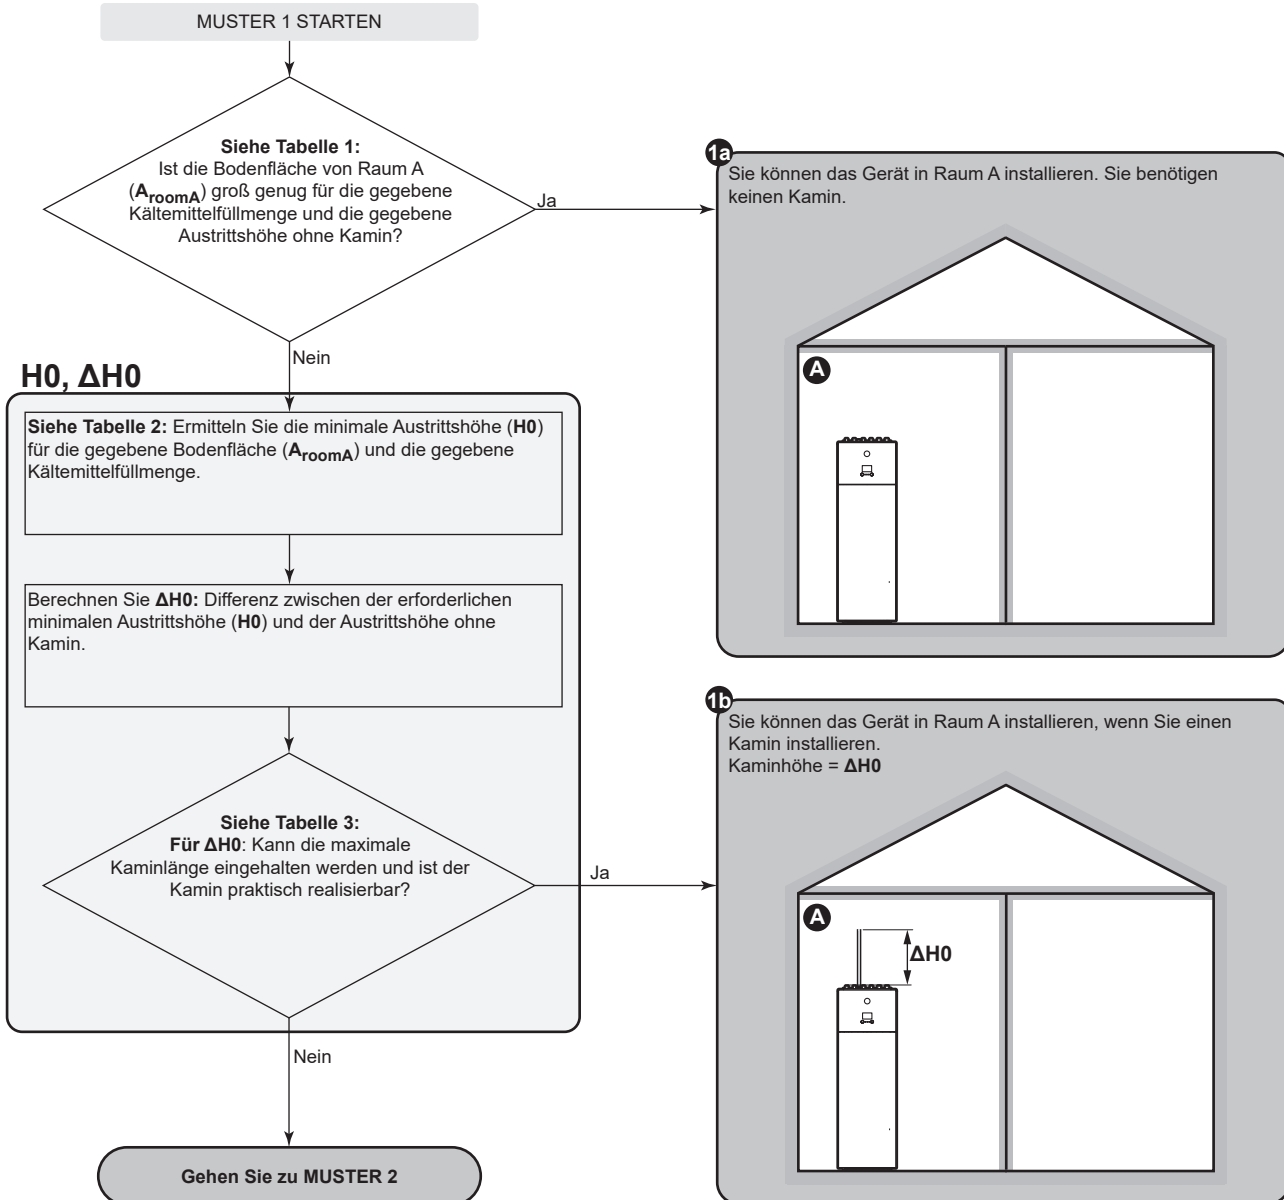 MUSTER 1 STARTEN
Siehe Tabelle 1:
Ist die Bodenfläche von Raum A
(AroomA) groß genug für die gegebene
Kältemittelfüllmenge und die gegebene
Austrittshöhe ohne Kamin?
Ja
1a
Sie können das Gerät in Raum A installieren. Sie benötigen
keinen Kamin.
A
Nein
H0, ΔH0
Siehe Tabelle 2: Ermitteln Sie die minimale Austrittshöhe (H0)
für die gegebene Bodenfläche (AroomA) und die gegebene
Kältemittelfüllmenge.
Berechnen Sie ΔH0: Differenz zwischen der erforderlichen
minimalen Austrittshöhe (H0) und der Austrittshöhe ohne
Kamin.
Siehe Tabelle 3:
Für ΔH0: Kann die maximale
Kaminlänge eingehalten werden und ist der
Kamin praktisch realisierbar?
Ja
1b
Sie können das Gerät in Raum A installieren, wenn Sie einen
Kamin installieren.
Kaminhöhe = ΔH0
A
ΔH0
Nein
Gehen Sie zu MUSTER 2